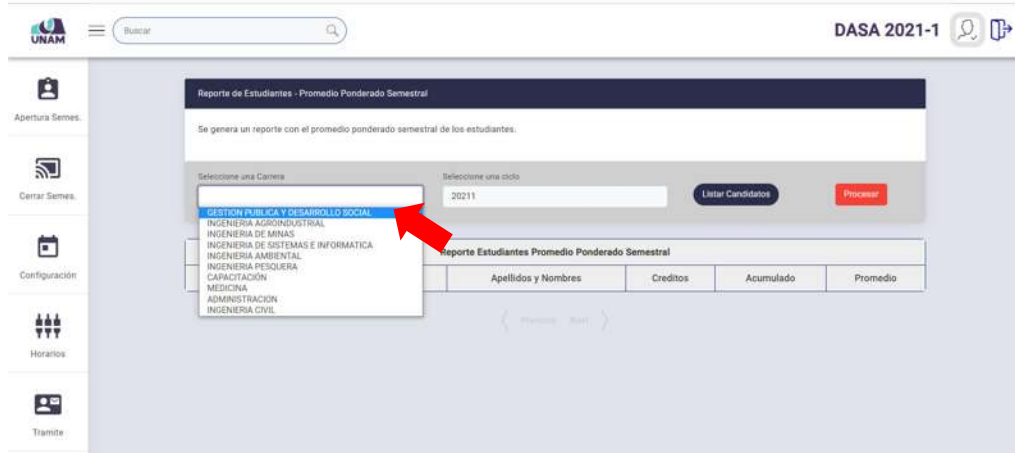 UNAM
Buscar
DASA 2021-1
Apertura Semes.
Cerrar Semes.
Configuración
Horarios
Tramite
Reporte de Estudiantes - Promedio Ponderado Semestral
Se genera un reporte con el promedio ponderado semestral de los estudiantes.
Seleccione una Carrera
Seleccione una ciclo
20211
Listar Candidatos
Procesar
GESTION PUBLICA Y DESARROLLO SOCIAL
INGENIERIA AGROINDUSTRIAL
INGENIERIA DE MINAS
INGENIERIA DE SISTEMAS E INFORMATICA
INGENIERIA AMBIENTAL
INGENIERIA PESQUERA
CAPACITACIÓN
MEDICINA
ADMINISTRACIÓN
INGENIERIA CIVIL
Reporte Estudiantes Promedio Ponderado Semestral
Apellidos y Nombres
Creditos
Acumulado
Promedio
Previous
Next